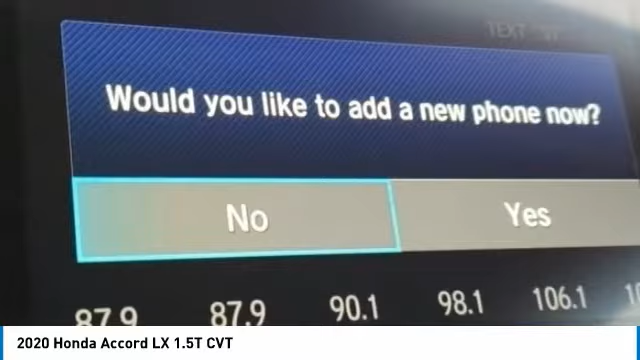 TEXT
Would you like to add a new phone now?
No Yes
87.9 87.9 90.1 98.1 106.1
2020 Honda Accord LX 1.5T CVT